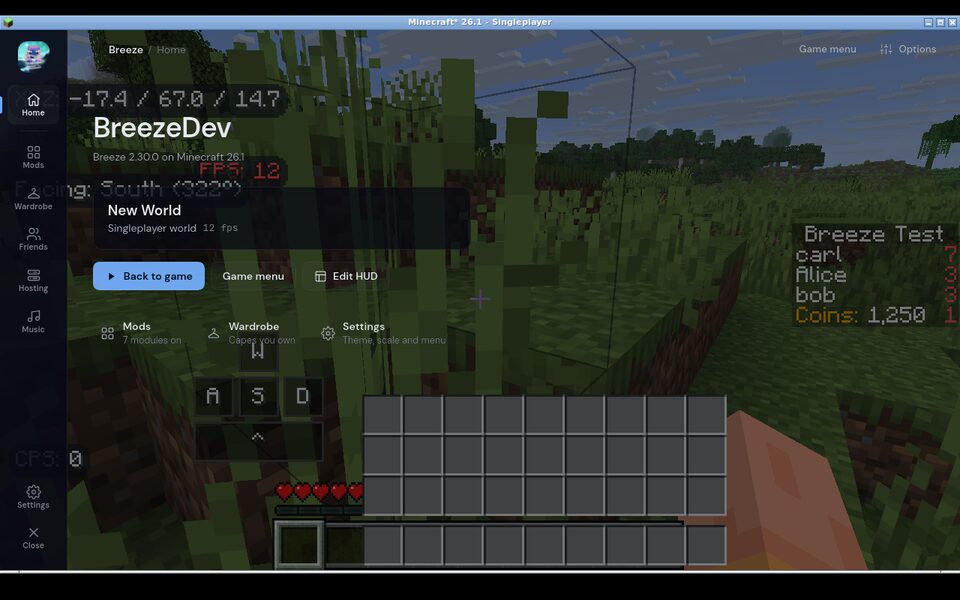 Minecraft* 26.1 - Singleplayer
Breeze / Home
Game menu
Options
-17.4 / 67.0 / 14.7
Home
BreezeDev
Breeze 2.30.0 on Minecraft 26.1
FPS: 12
Mods
Facing: South (322°)
Wardrobe
New World
Singleplayer world 12 fps
Friends
Breeze Test
carl 7
Alice 3
bob 3
Coins: 1,250 1
Hosting
Back to game
Game menu
Edit HUD
Music
Mods
7 modules on
Wardrobe
Capes you own
Settings
Theme, scale and menu
W
A
S
D
^
CPS: 0
Settings
Close